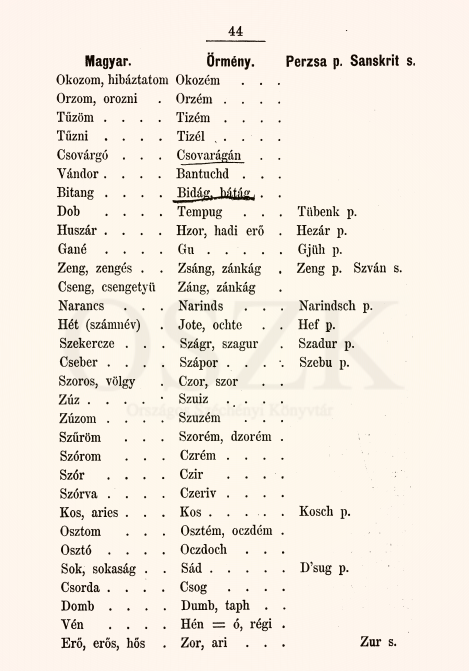 44
Magyar. Örmény. Perzsa p. Sanskrit s.
Okozom, hibáztatom Okozém . . .
Orzom, orozni . Orzém . . . .
Tűzöm . . . . Tizém . . . .
Tűzni . . . . Tizél . . . .
Csovárgó . . . Csovarágán . .
Vándor . . . . Bantuchd . . .
Bitang . . . . Bidág, bátág . .
Dob . . . . Tempug . . . Tübenk p.
Huszár . . . . Hzor, hadi erő . Hezár p.
Gané . . . . Gu . . . . . Gjüh p.
Zeng, zengés . . Zsáng, zánkág . Zeng p. Szván s.
Cseng, csengetyü Záng, zánkág .
Narancs . . . Narinds . . . Narindsch p.
Hét (számnév) . Jote, ochte . . Hef p.
Szekercze . . . Szágr, szagur . Szadur p.
Cseber . . . . Szápor . . . Szebu p.
Szoros, völgy . Czor, szor . .
Zúz . . . . . Szuiz . . . .
Zúzom . . . . Szuzém . . .
Szűröm . . . Szorém, dzorém .
Szórom . . . Czrém . . . .
Szór . . . . Czir . . . .
Szórva . . . . Czeriv . . . .
Kos, aries . . . Kos . . . . . Kosch p.
Osztom . . . Osztém, oczdém .
Osztó . . . . Oczdoch . . .
Sok, sokaság . . Sád . . . . . D'sug p.
Csorda . . . . Csog . . . .
Domb . . . . Dumb, taph . .
Vén . . . . Hén = ó, régi .
Erő, erős, hős . Zor, ari . . . Zur s.
OSZK
Országos Széchényi Könyvtár